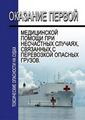 ОКАЗАНИЕ ПЕРВОЙ
МЕДИЦИНСКОЙ
ПОМОЩИ ПРИ
НЕСЧАСТНЫХ СЛУЧАЯХ,
СВЯЗАННЫХ С
ПЕРЕВОЗКОЙ ОПАСНЫХ
ГРУЗОВ.